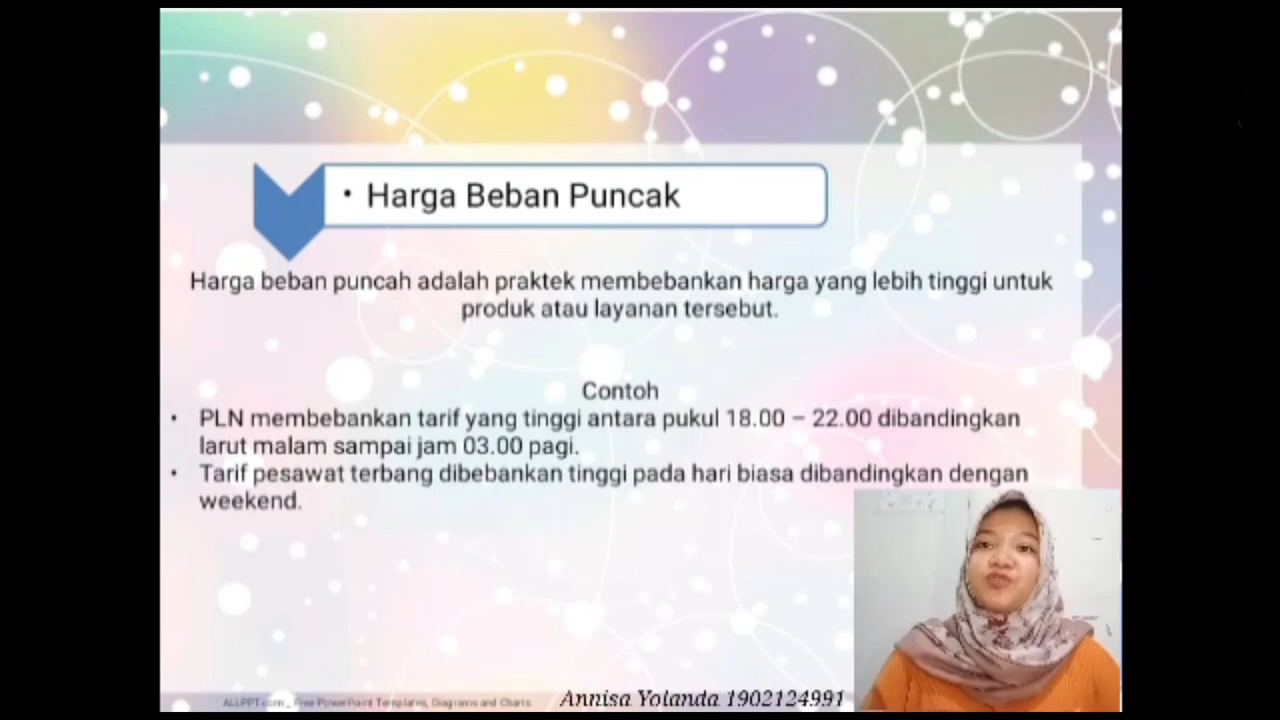 • Harga Beban Puncak
Harga beban puncah adalah praktek membebankan harga yang lebih tinggi untuk
produk atau layanan tersebut.
Contoh
• PLN membebankan tarif yang tinggi antara pukul 18.00 – 22.00 dibandingkan
larut malam sampai jam 03.00 pagi.
• Tarif pesawat terbang dibebankan tinggi pada hari biasa dibandingkan dengan
weekend.
ALLPPT.com _ Free PowerPoint Templates, Diagrams and Charts
Annisa Yolanda 1902124991